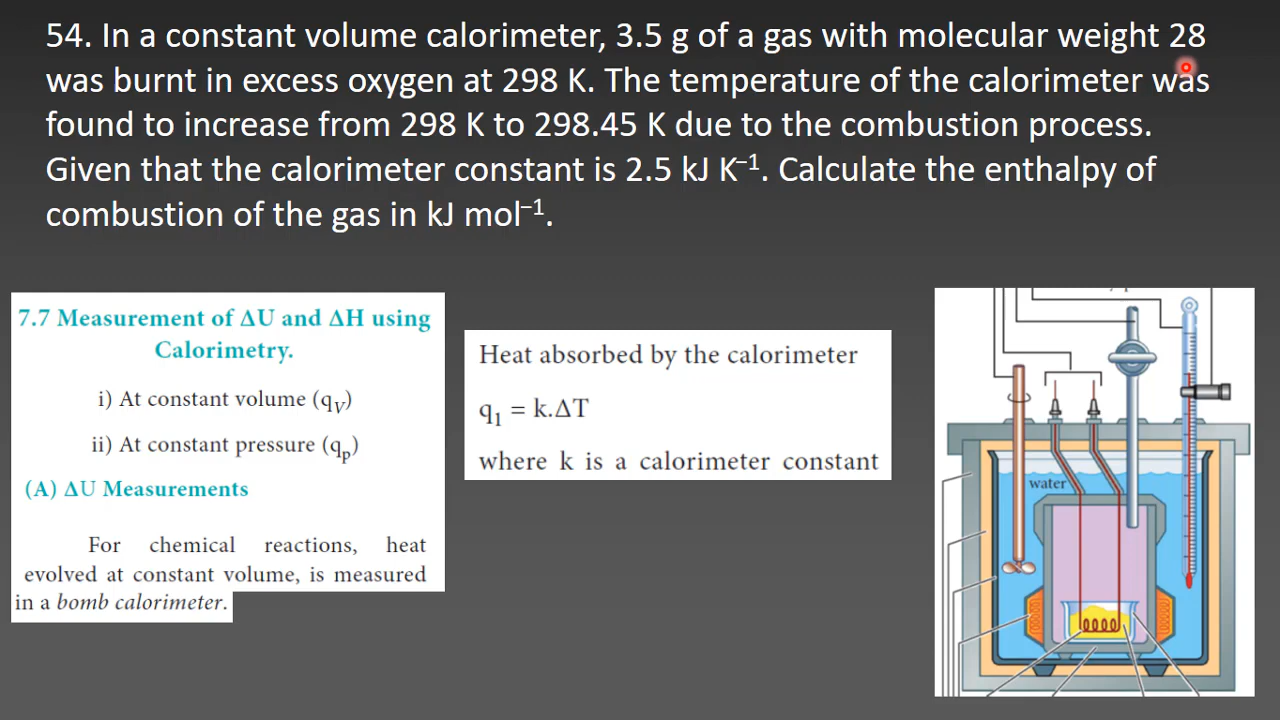 54. In a constant volume calorimeter, 3.5 g of a gas with molecular weight 28
was burnt in excess oxygen at 298 K. The temperature of the calorimeter was
found to increase from 298 K to 298.45 K due to the combustion process.
Given that the calorimeter constant is 2.5 kJ K⁻¹. Calculate the enthalpy of
combustion of the gas in kJ mol⁻¹.
7.7 Measurement of ΔU and ΔH using
Calorimetry.
i) At constant volume (qV)
ii) At constant pressure (qp)
(A) ΔU Measurements
For chemical reactions, heat
evolved at constant volume, is measured
in a bomb calorimeter.
Heat absorbed by the calorimeter
q₁ = k.ΔT
where k is a calorimeter constant
water